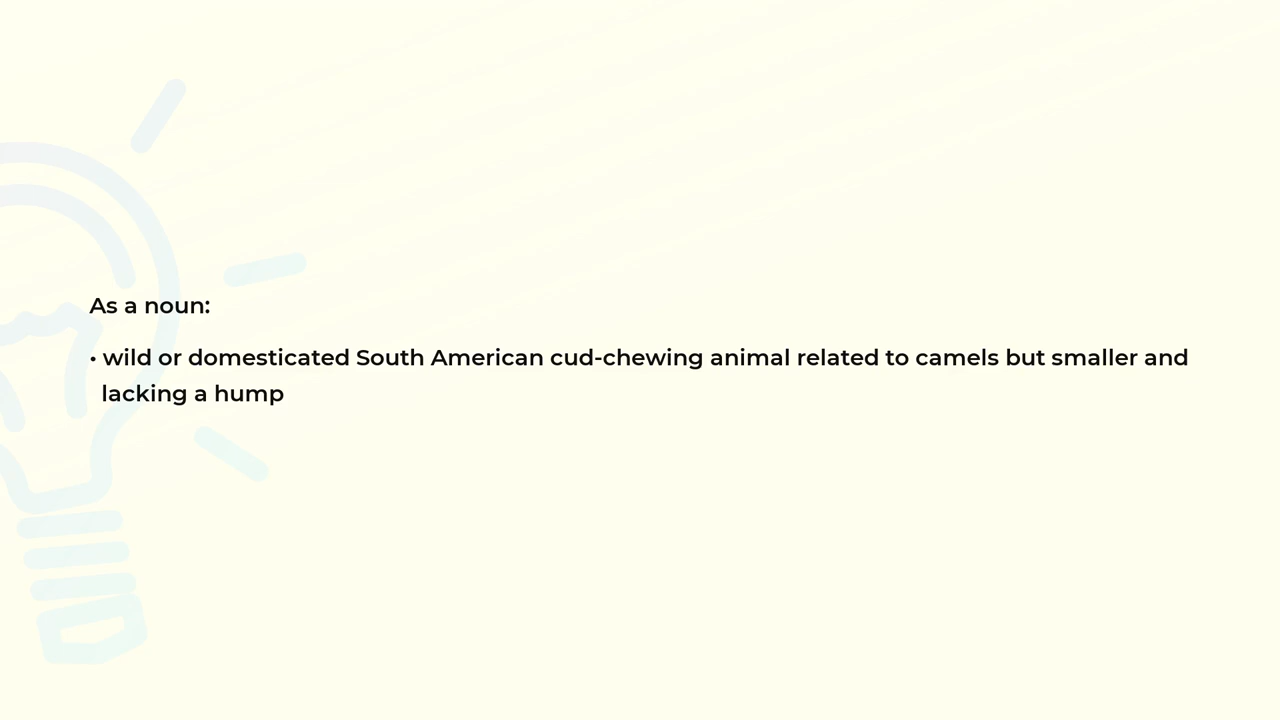 As a noun:
• wild or domesticated South American cud-chewing animal related to camels but smaller and
lacking a hump